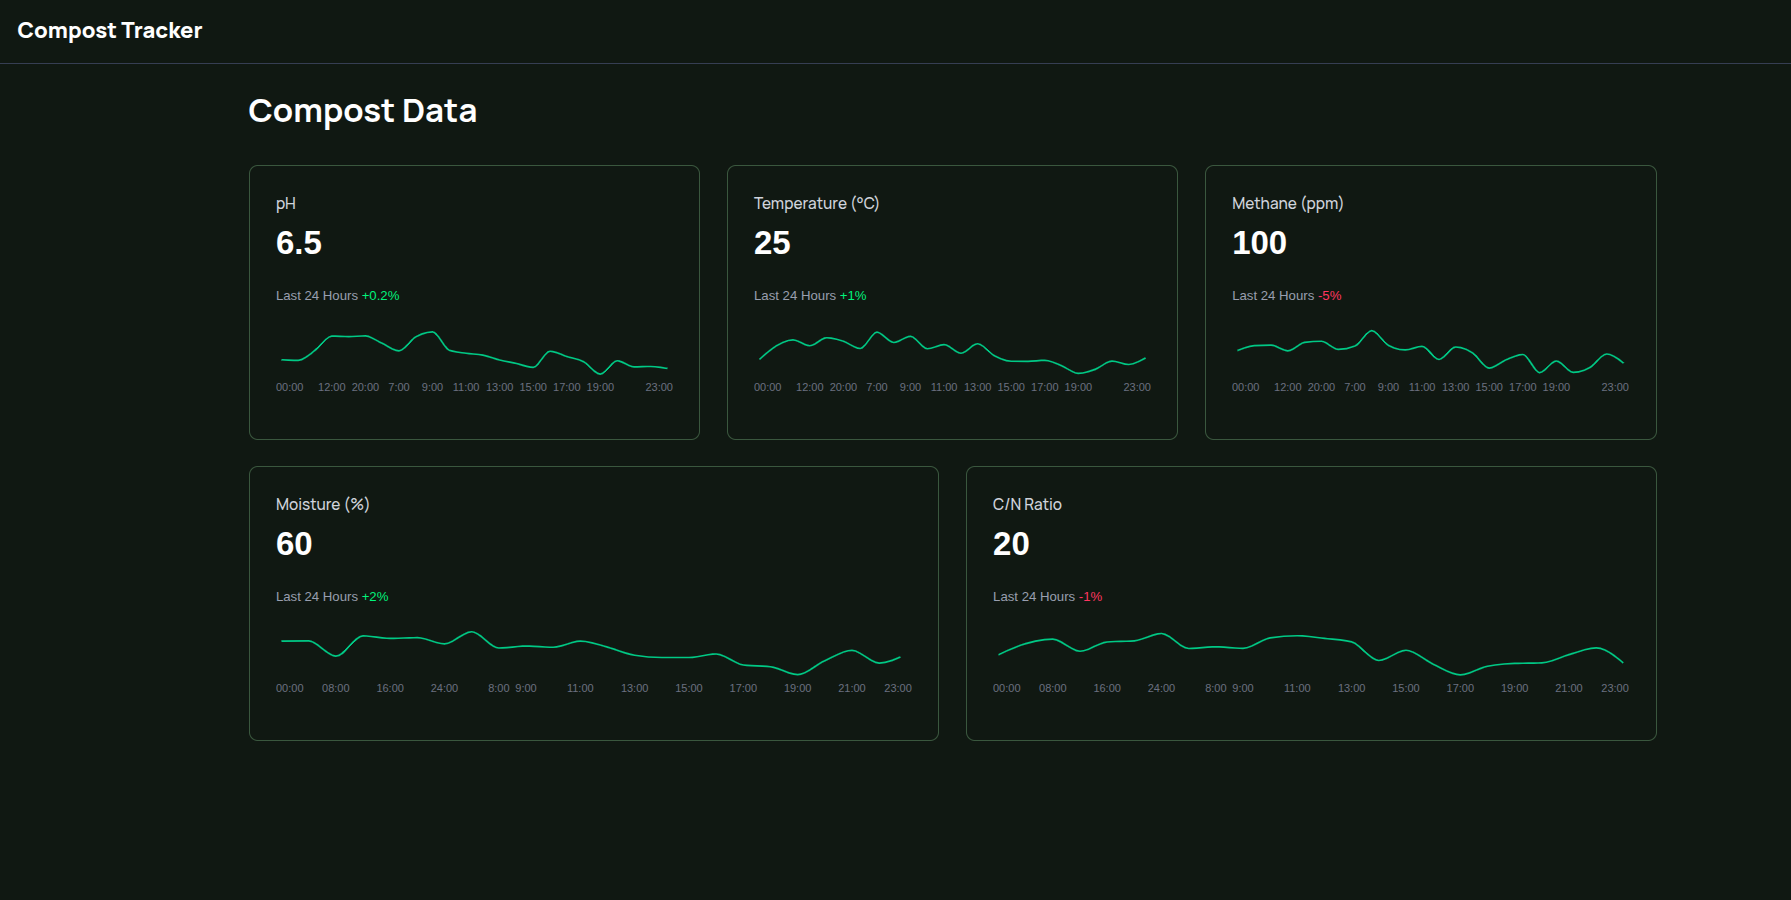 Compost Tracker
Compost Data
pH
6.5
Last 24 Hours +0.2%
00:00 12:00 20:00 7:00 9:00 11:00 13:00 15:00 17:00 19:00 23:00
Temperature (ºC)
25
Last 24 Hours +1%
00:00 12:00 20:00 7:00 9:00 11:00 13:00 15:00 17:00 19:00 23:00
Methane (ppm)
100
Last 24 Hours -5%
00:00 12:00 20:00 7:00 9:00 11:00 13:00 15:00 17:00 19:00 23:00
Moisture (%)
60
Last 24 Hours +2%
00:00 08:00 16:00 24:00 8:00 9:00 11:00 13:00 15:00 17:00 19:00 21:00 23:00
C/N Ratio
20
Last 24 Hours -1%
00:00 08:00 16:00 24:00 8:00 9:00 11:00 13:00 15:00 17:00 19:00 21:00 23:00